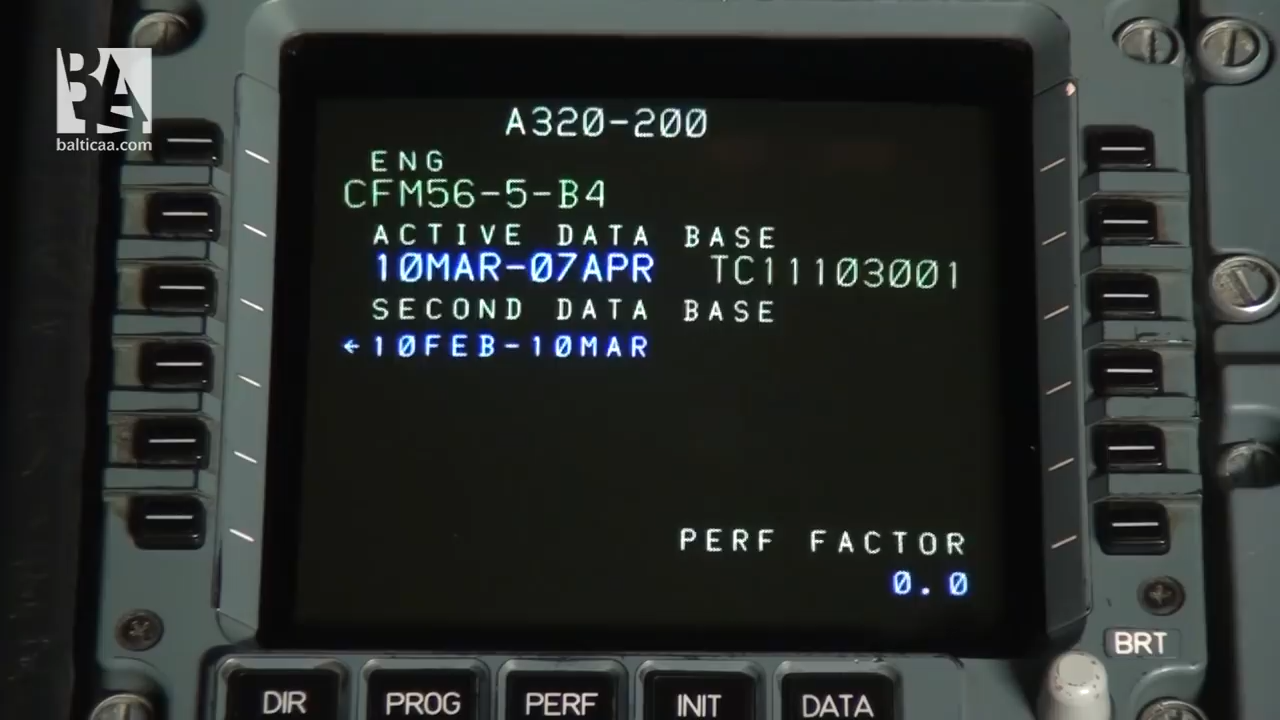 BA
balticaa.com
A320-200
ENG
CFM56-5-B4
ACTIVE DATA BASE
10MAR-07APR TC11103001
SECOND DATA BASE
←10FEB-10MAR
PERF FACTOR
0.0
BRT
DIR PROG PERF INIT DATA